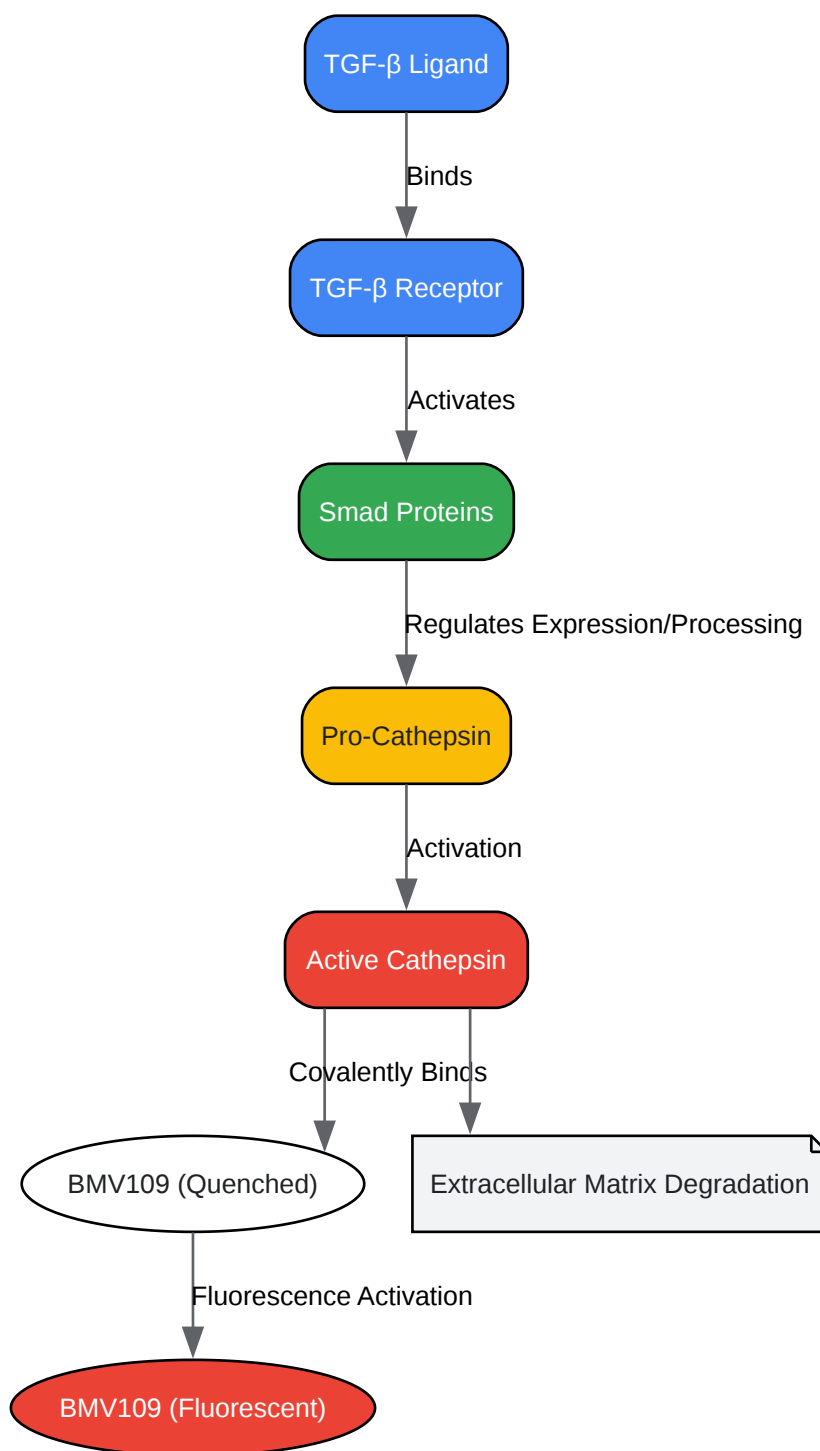 TGF-β Ligand
Binds
TGF-β Receptor
Activates
Smad Proteins
Regulates Expression/Processing
Pro-Cathepsin
Activation
Active Cathepsin
Covalently Binds
BMV109 (Quenched)
Extracellular Matrix Degradation
Fluorescence Activation
BMV109 (Fluorescent)